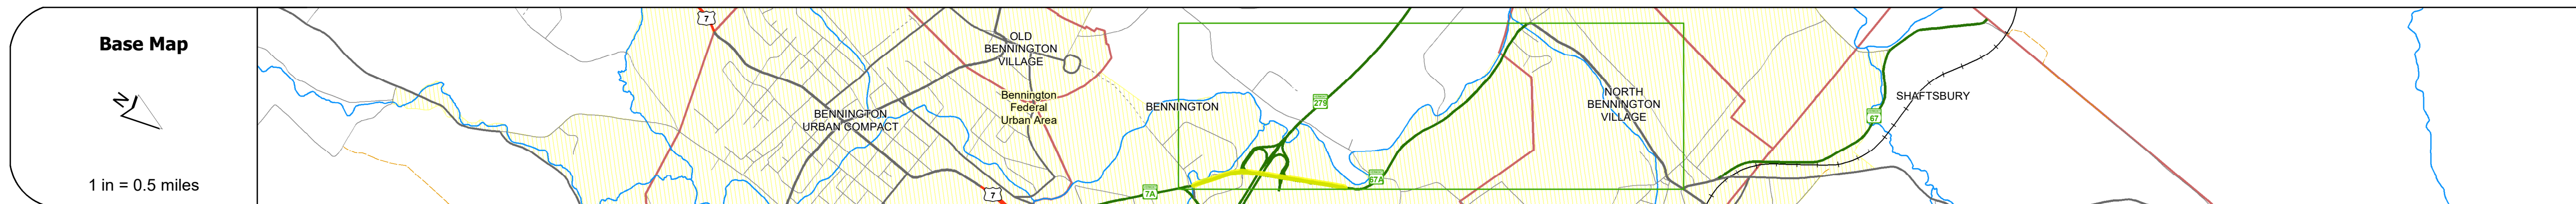 Base Map
N
1 in = 0.5 miles
7
OLD
BENNINGTON
VILLAGE
Bennington
Federal
Urban Area
BENNINGTON
URBAN COMPACT
7
BENNINGTON
7A
279
67A
NORTH
BENNINGTON
VILLAGE
67
SHAFTSBURY